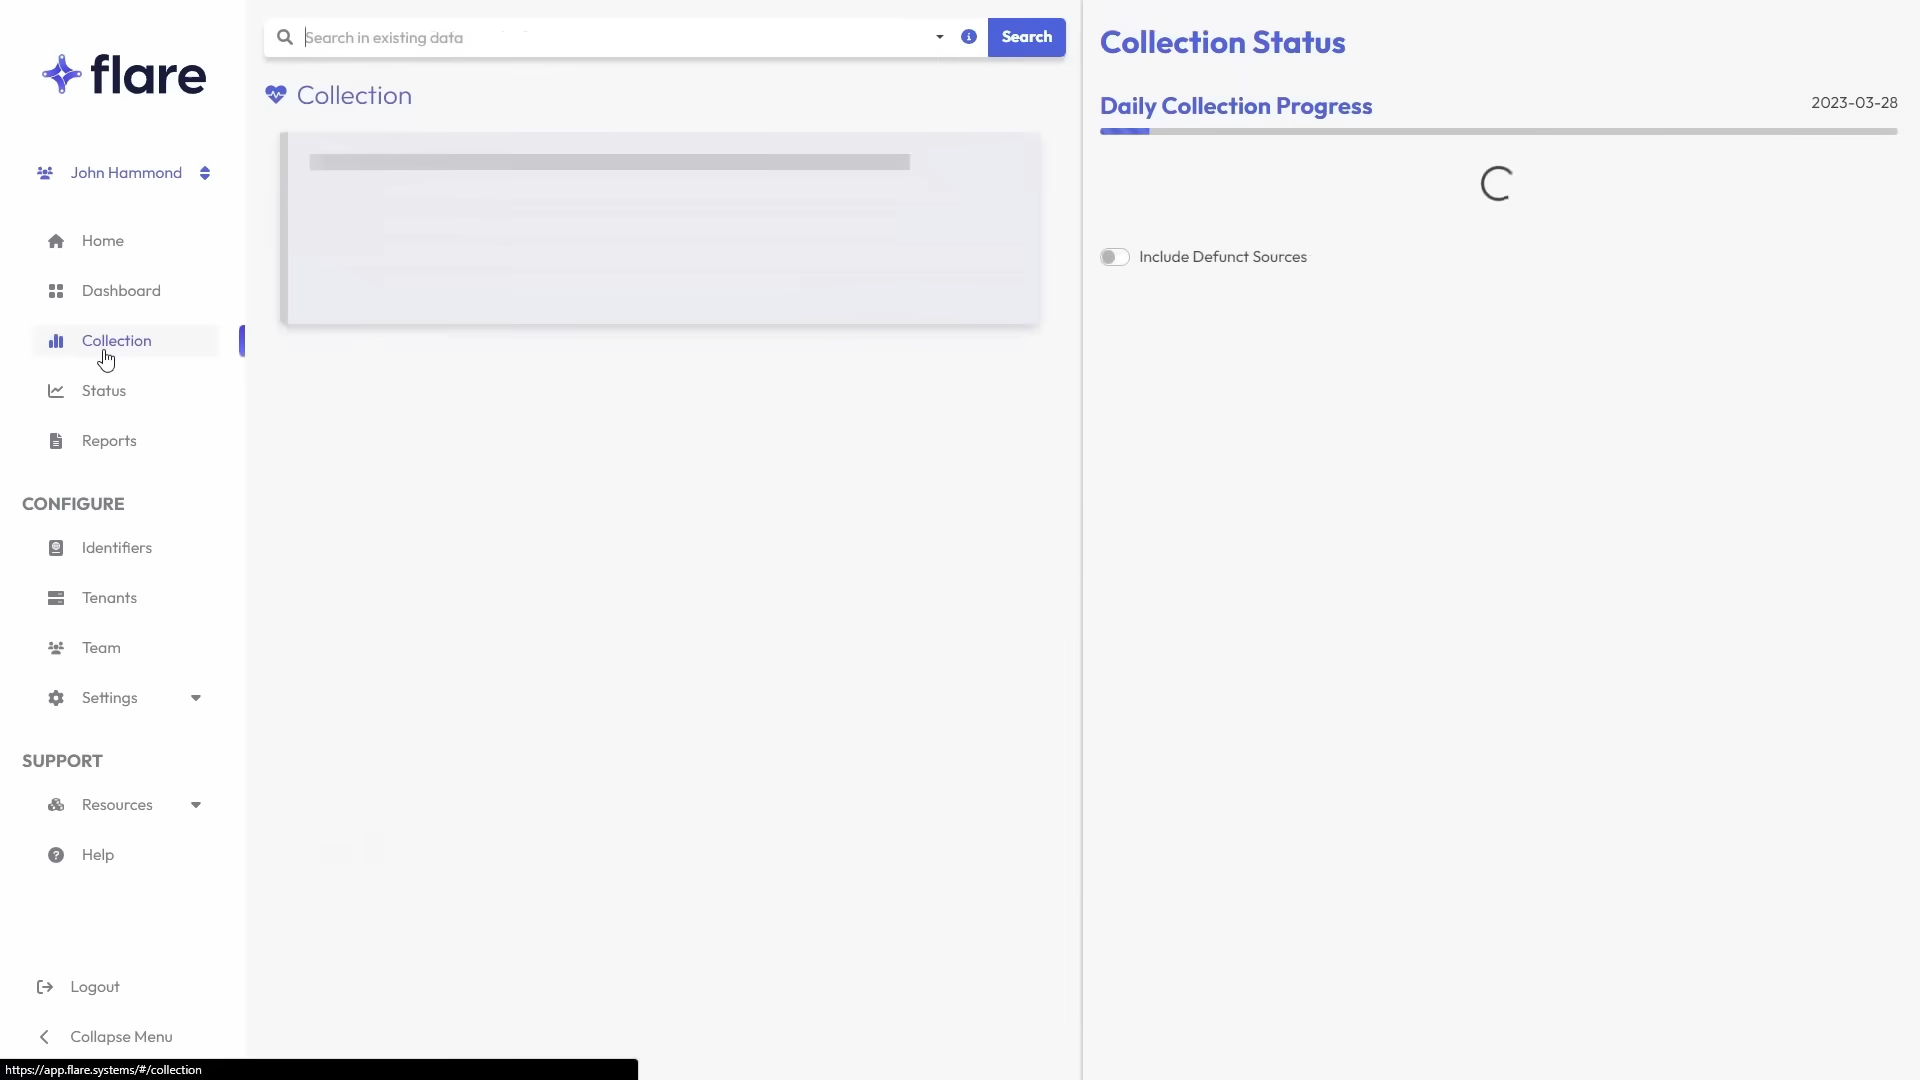 flare
John Hammond
Home
Dashboard
Collection
Status
Reports
CONFIGURE
Identifiers
Tenants
Team
Settings
SUPPORT
Resources
Help
Logout
Collapse Menu
https://app.flare.systems/#/collection
Search in existing data
Search
Collection
Collection Status
Daily Collection Progress
2023-03-28
Include Defunct Sources